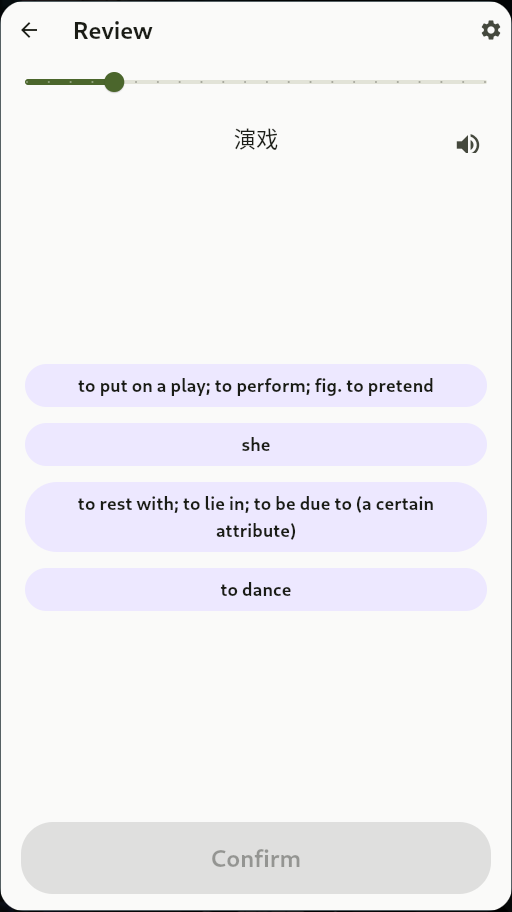 Review
演戏
to put on a play; to perform; fig. to pretend
she
to rest with; to lie in; to be due to (a certain
attribute)
to dance
Confirm